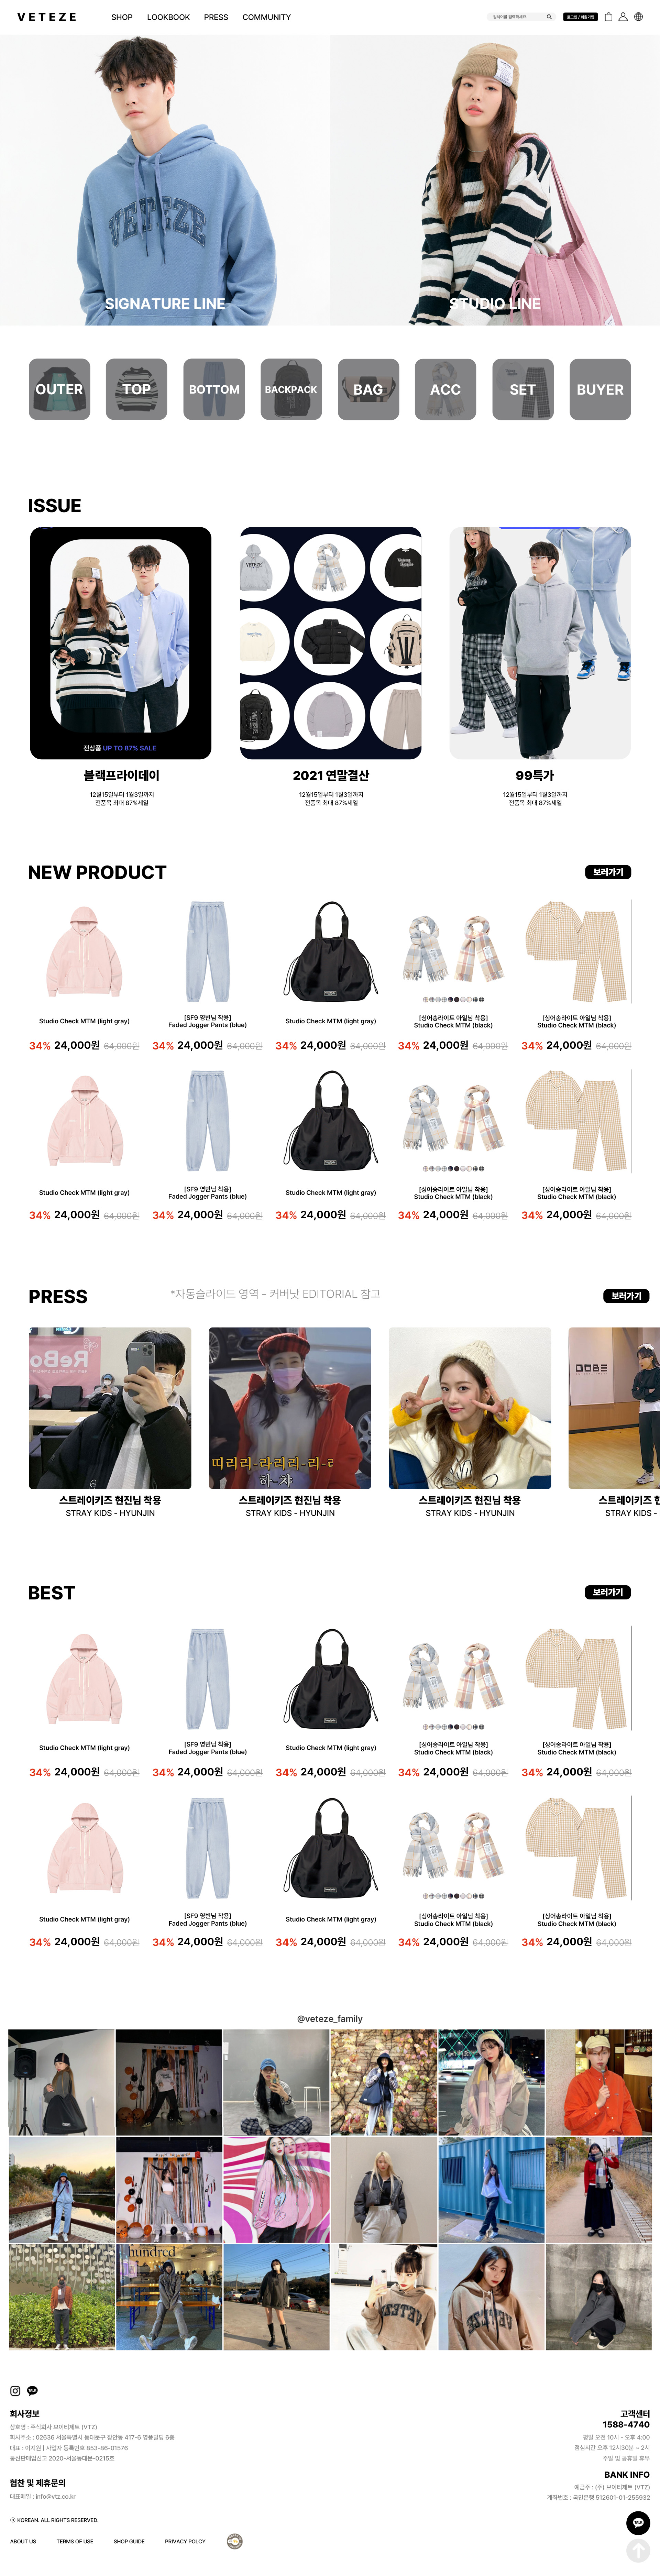 VETEZE
SHOP LOOKBOOK PRESS COMMUNITY
검색어를 입력하세요.
로그인 / 회원가입
VETEZE
SIGNATURE LINE
STUDIO LINE
OUTER
TOP
BOTTOM
BACKPACK
BAG
ACC
SET
BUYER
ISSUE
전상품 UP TO 87% SALE
VETEZE
블랙프라이데이
12월15일부터 1월3일까지
전품목 최대 87%세일
2021 연말결산
12월15일부터 1월3일까지
전품목 최대 87%세일
99특가
12월15일부터 1월3일까지
전품목 최대 87%세일
NEW PRODUCT
보러가기
Studio Check MTM (light gray)
34% 24,000원 64,000원
[SF9 영빈님 착용]
Faded Jogger Pants (blue)
34% 24,000원 64,000원
Studio Check MTM (light gray)
34% 24,000원 64,000원
[싱어송라이트 아일님 착용]
Studio Check MTM (black)
34% 24,000원 64,000원
[싱어송라이트 아일님 착용]
Studio Check MTM (black)
34% 24,000원 64,000원
Studio Check MTM (light gray)
34% 24,000원 64,000원
[SF9 영빈님 착용]
Faded Jogger Pants (blue)
34% 24,000원 64,000원
Studio Check MTM (light gray)
34% 24,000원 64,000원
[싱어송라이트 아일님 착용]
Studio Check MTM (black)
34% 24,000원 64,000원
[싱어송라이트 아일님 착용]
Studio Check MTM (black)
34% 24,000원 64,000원
PRESS
*자동슬라이드 영역 - 커버낫 EDITORIAL 참고
보러가기
띠리리-라리리-리-ㄹ
하 챠
스트레이키즈 현진님 착용
STRAY KIDS - HYUNJIN
스트레이키즈 현진님 착용
STRAY KIDS - HYUNJIN
스트레이키즈 현진님 착용
STRAY KIDS - HYUNJIN
스트레이키즈 현
STRAY KIDS -
BEST
보러가기
Studio Check MTM (light gray)
34% 24,000원 64,000원
[SF9 영빈님 착용]
Faded Jogger Pants (blue)
34% 24,000원 64,000원
Studio Check MTM (light gray)
34% 24,000원 64,000원
[싱어송라이트 아일님 착용]
Studio Check MTM (black)
34% 24,000원 64,000원
[싱어송라이트 아일님 착용]
Studio Check MTM (black)
34% 24,000원 64,000원
Studio Check MTM (light gray)
34% 24,000원 64,000원
[SF9 영빈님 착용]
Faded Jogger Pants (blue)
34% 24,000원 64,000원
Studio Check MTM (light gray)
34% 24,000원 64,000원
[싱어송라이트 아일님 착용]
Studio Check MTM (black)
34% 24,000원 64,000원
[싱어송라이트 아일님 착용]
Studio Check MTM (black)
34% 24,000원 64,000원
@veteze_family
hundred
회사정보
상호명 : 주식회사 브이티제트 (VTZ)
회사주소 : 02636 서울특별시 동대문구 장안동 417-6 명품빌딩 6층
대표 : 이지원 | 사업자 등록번호 853-86-01576
통신판매업신고 2020-서울동대문-0215호
협찬 및 제휴문의
대표메일 : info@vtz.co.kr
ⓒ KOREAN. ALL RIGHTS RESERVED.
ABOUT US TERMS OF USE SHOP GUIDE PRIVACY POLCY
고객센터
1588-4740
평일 오전 10시 - 오후 4:00
점심시간 오후 12시30분 ~ 2시
주말 및 공휴일 휴무
BANK INFO
예금주 : (주) 브이티제트 (VTZ)
계좌번호 : 국민은행 512601-01-255932
TALK